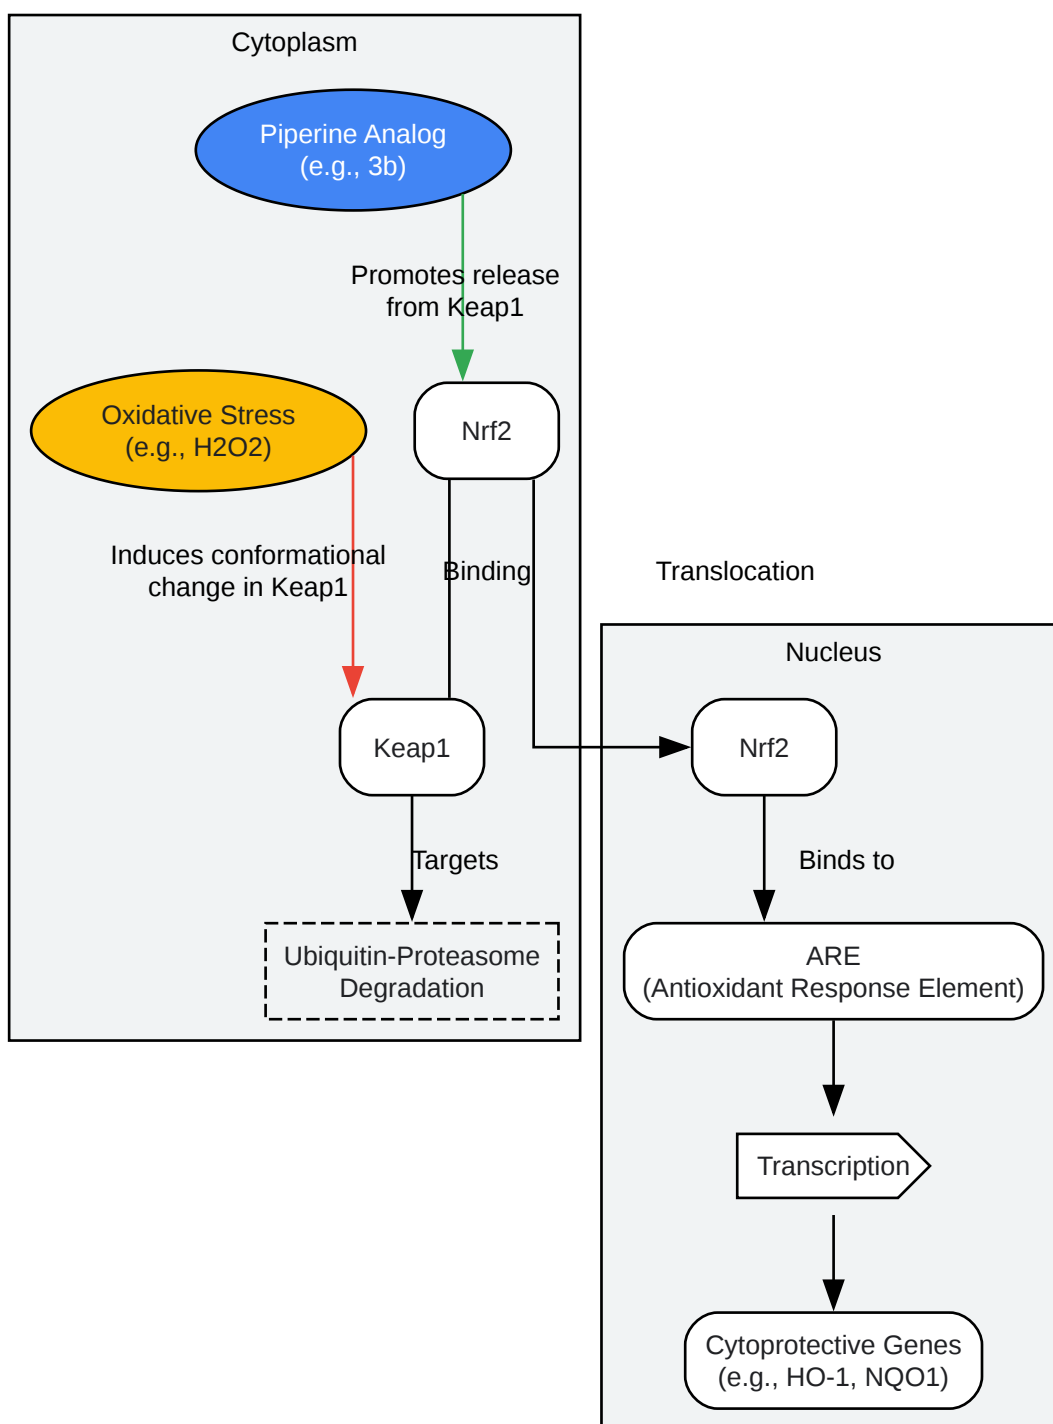 Cytoplasm
Piperine Analog
(e.g., 3b)
Promotes release
from Keap1
Oxidative Stress
(e.g., H2O2)
Nrf2
Induces conformational
change in Keap1
Binding
Translocation
Nucleus
Keap1
Nrf2
Targets
Binds to
Ubiquitin-Proteasome
Degradation
ARE
(Antioxidant Response Element)
Transcription
Cytoprotective Genes
(e.g., HO-1, NQO1)